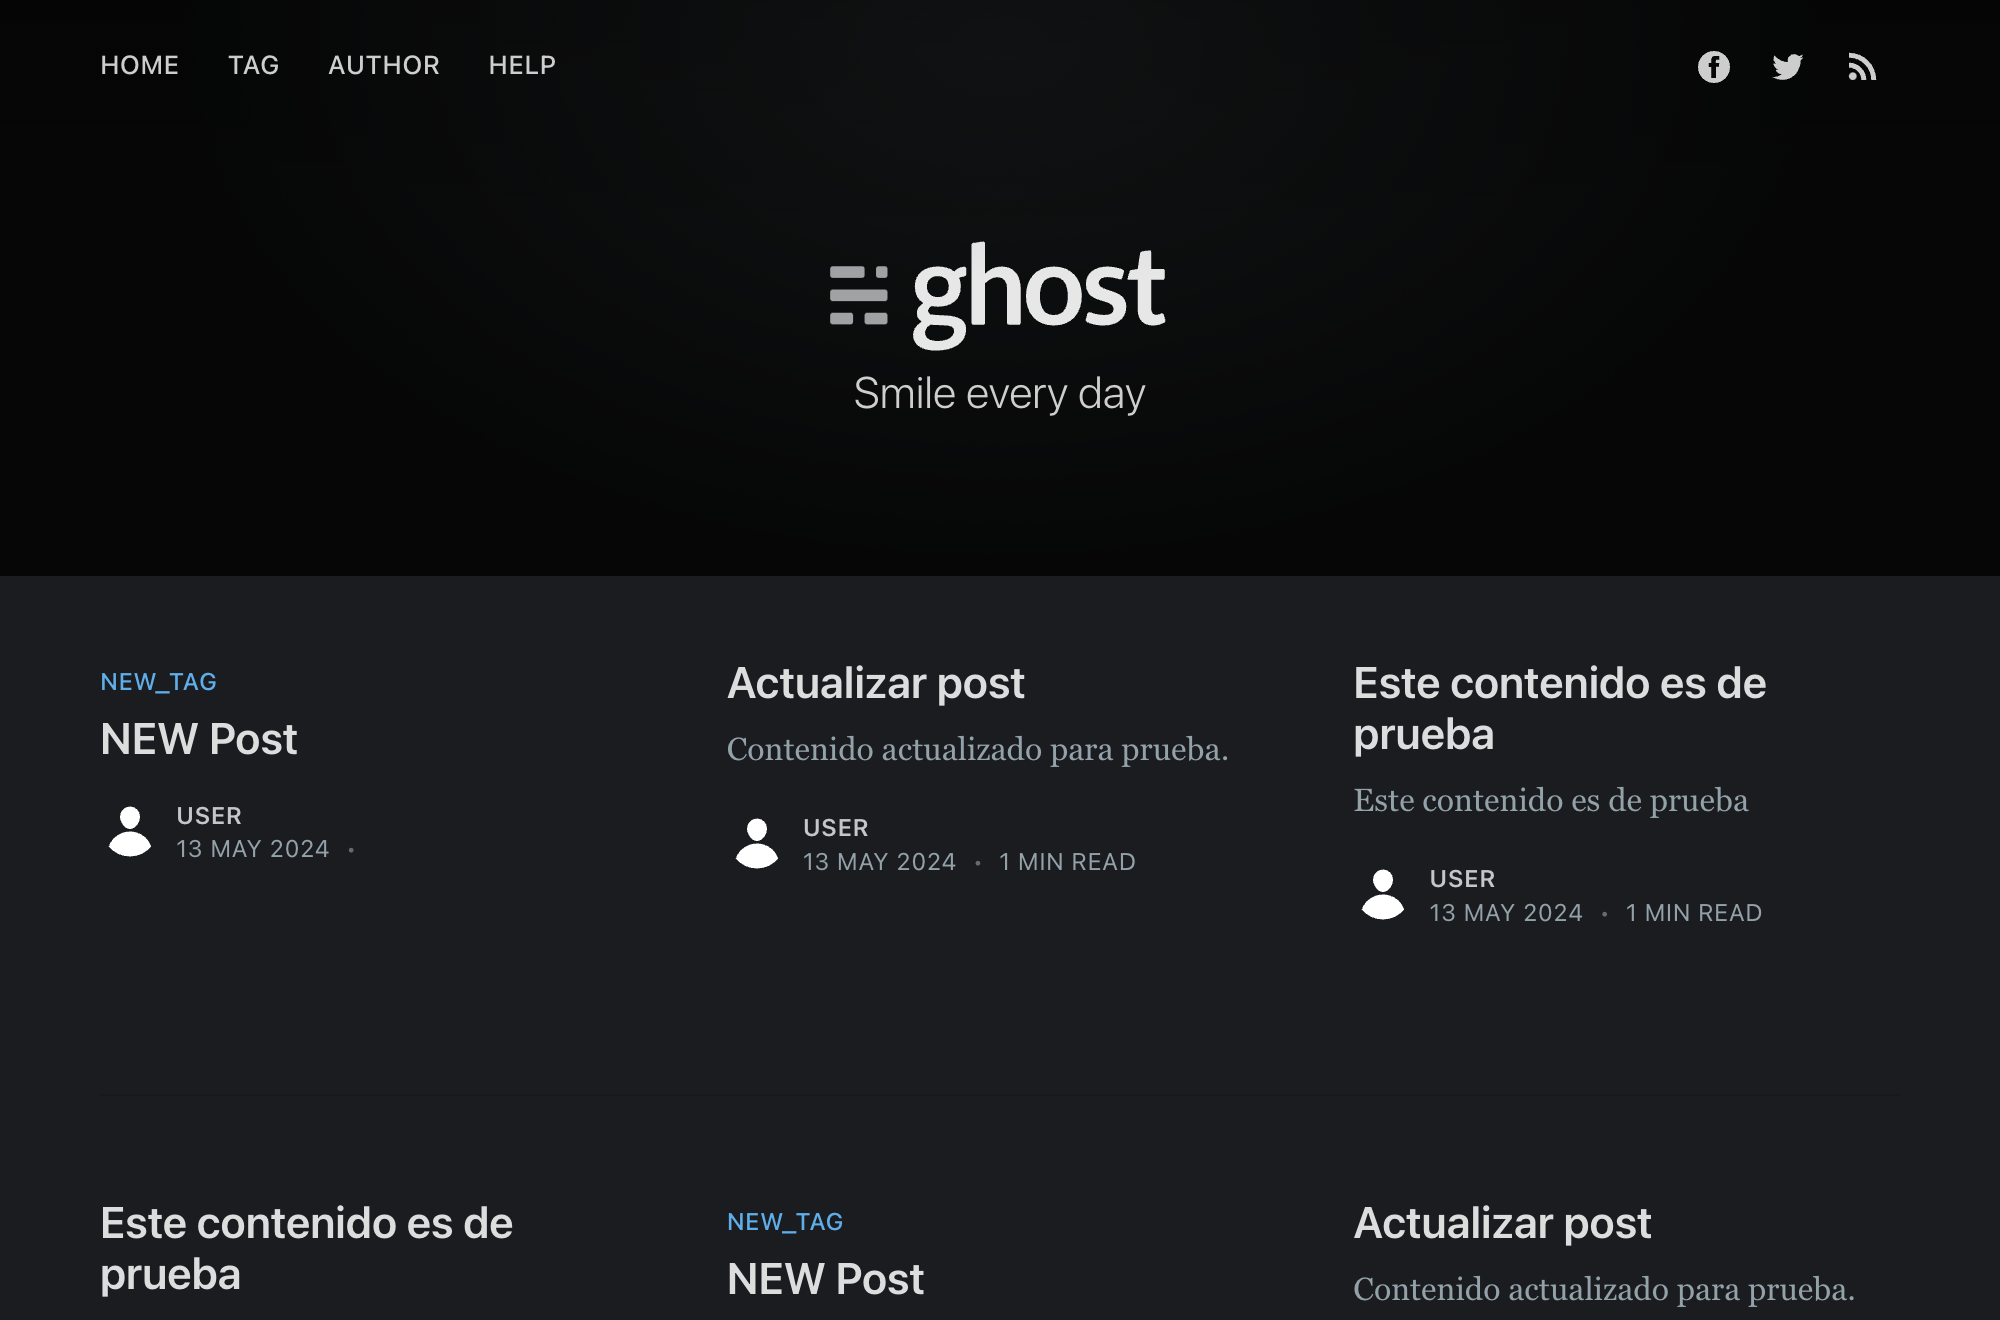 HOME TAG AUTHOR HELP
ghost
Smile every day
NEW_TAG
NEW Post
USER
13 MAY 2024 •
Actualizar post
Contenido actualizado para prueba.
USER
13 MAY 2024 • 1 MIN READ
Este contenido es de
prueba
Este contenido es de prueba
USER
13 MAY 2024 • 1 MIN READ
Este contenido es de
prueba
NEW_TAG
NEW Post
Actualizar post
Contenido actualizado para prueba.